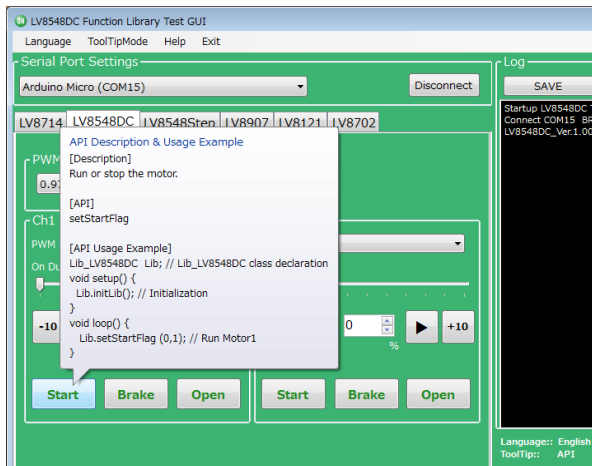 LV8548DC Function Library Test GUI
Language ToolTipMode Help Exit
Serial Port Settings
Arduino Micro (COM15)
Disconnect
LV8714 LV8548DC LV8548Step LV8907 LV8121 LV8702
API Description & Usage Example
[Description]
Run or stop the motor.
[API]
setStartFlag
[API Usage Example]
Lib_LV8548DC Lib; // Lib_LV8548DC class declaration
void setup() {
Lib.initLib(); // Initialization
}
void loop() {
Lib.setStartFlag (0,1); // Run Motor1
}
PWM
0.97
Ch1
PWM
On Du
-10
0
%
+10
Start Brake Open
Start Brake Open
Log
SAVE
Startup LV8548DC
Connect COM15 BR
LV8548DC_Ver.1.00
Language:: English
ToolTip:: API